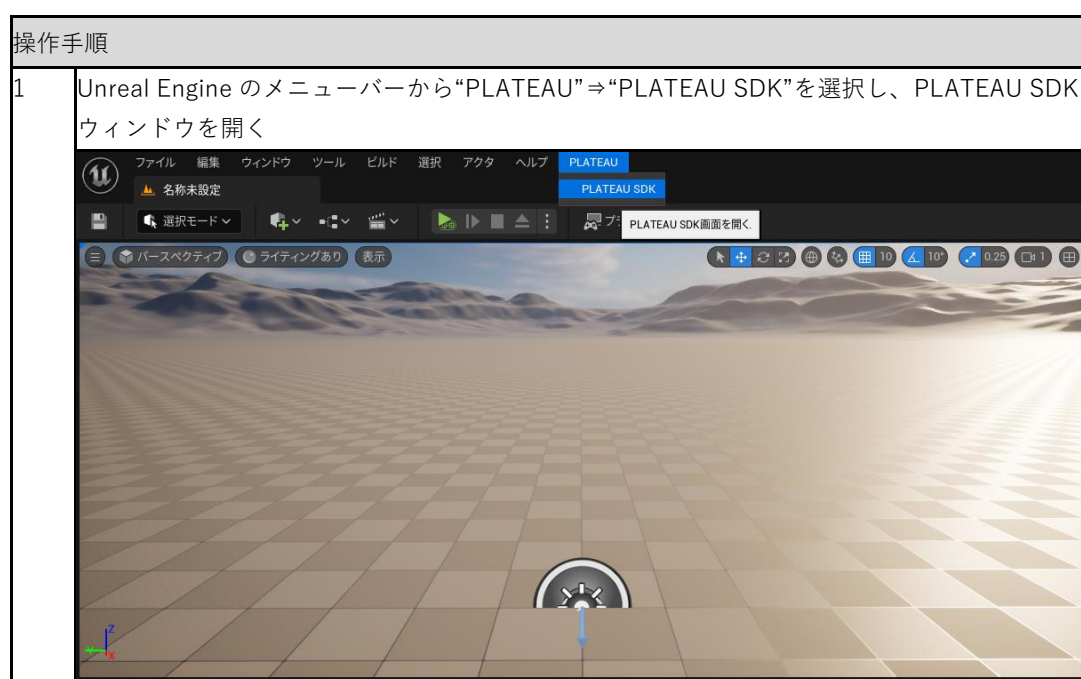 操作手順
1 Unreal Engine のメニューバーから“PLATEAU”⇒“PLATEAU SDK”を選択し、PLATEAU SDK
ウィンドウを開く
ファイル 編集 ウィンドウ ツール ビルド 選択 アクタ ヘルプ PLATEAU
名称未設定 PLATEAU SDK
選択モード プ PLATEAU SDK画面を開く.
パースペクティブ ライティングあり 表示 10 10° 0.25 1
Z
Y X